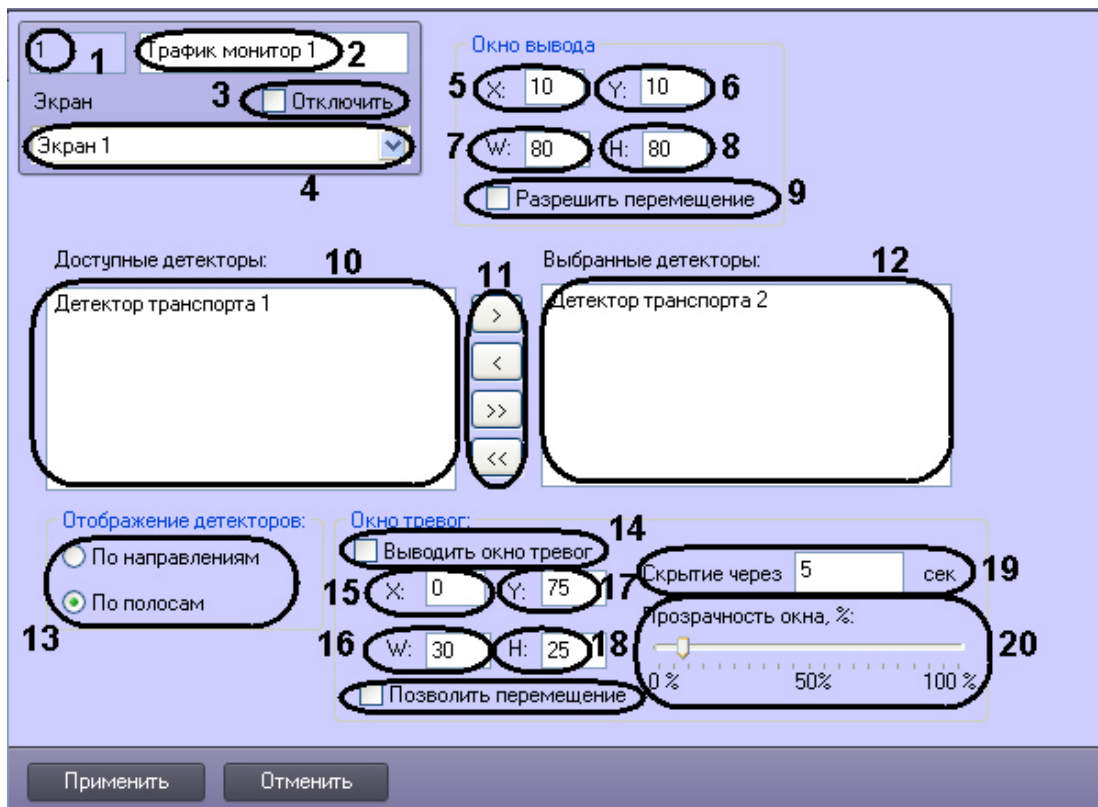 1 1 Трафик монитор 1 2
Экран 3 Отключить
Экран 1
4
Окно вывода
5 X: 10 Y: 10 6
7 W: 80 H: 80 8
Разрешить перемещение 9
Доступные детекторы: 10 11 Выбранные детекторы: 12
Детектор транспорта 1 > Детектор транспорта 2
<
>>
<<
Отображение детекторов:
По направлениям
По полосам
13
Окно тревог: 14
Выводить окно тревог
15 X: 0 Y: 75 17
16 W: 30 H: 25 18
Позволить перемещение
Скрытие через 5 сек 19
Прозрачность окна, %:
20
0 % 50% 100 %
Применить Отменить